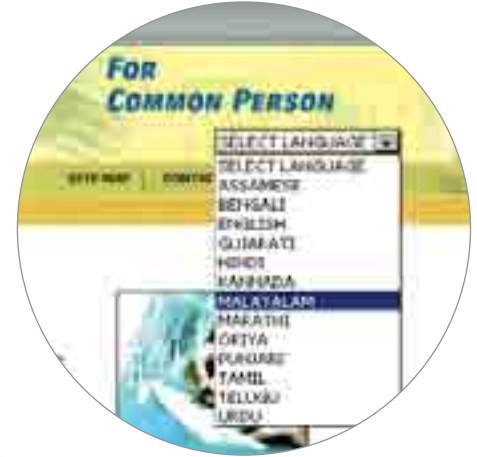 FOR
COMMON PERSON
SELECT LANGUAGE
SITE MAP |
SELECT LANGUAGE
ASSAMESE
BENGALI
ENGLISH
GUJARATI
HINDI
KANNADA
MALAYALAM
MARATHI
ORIYA
PUNJABI
TAMIL
TELUGU
URDU